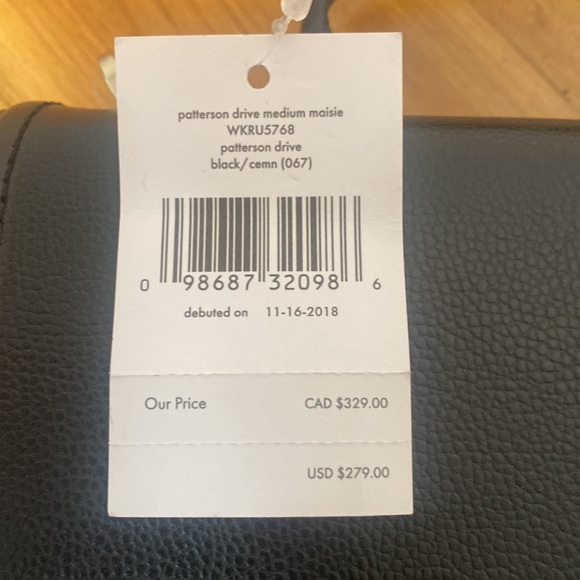 patterson drive medium maisie
WKRU5768
patterson drive
black/cemn (067)
0 98687 32098 6
debuted on 11-16-2018
Our Price CAD $329.00
USD $279.00